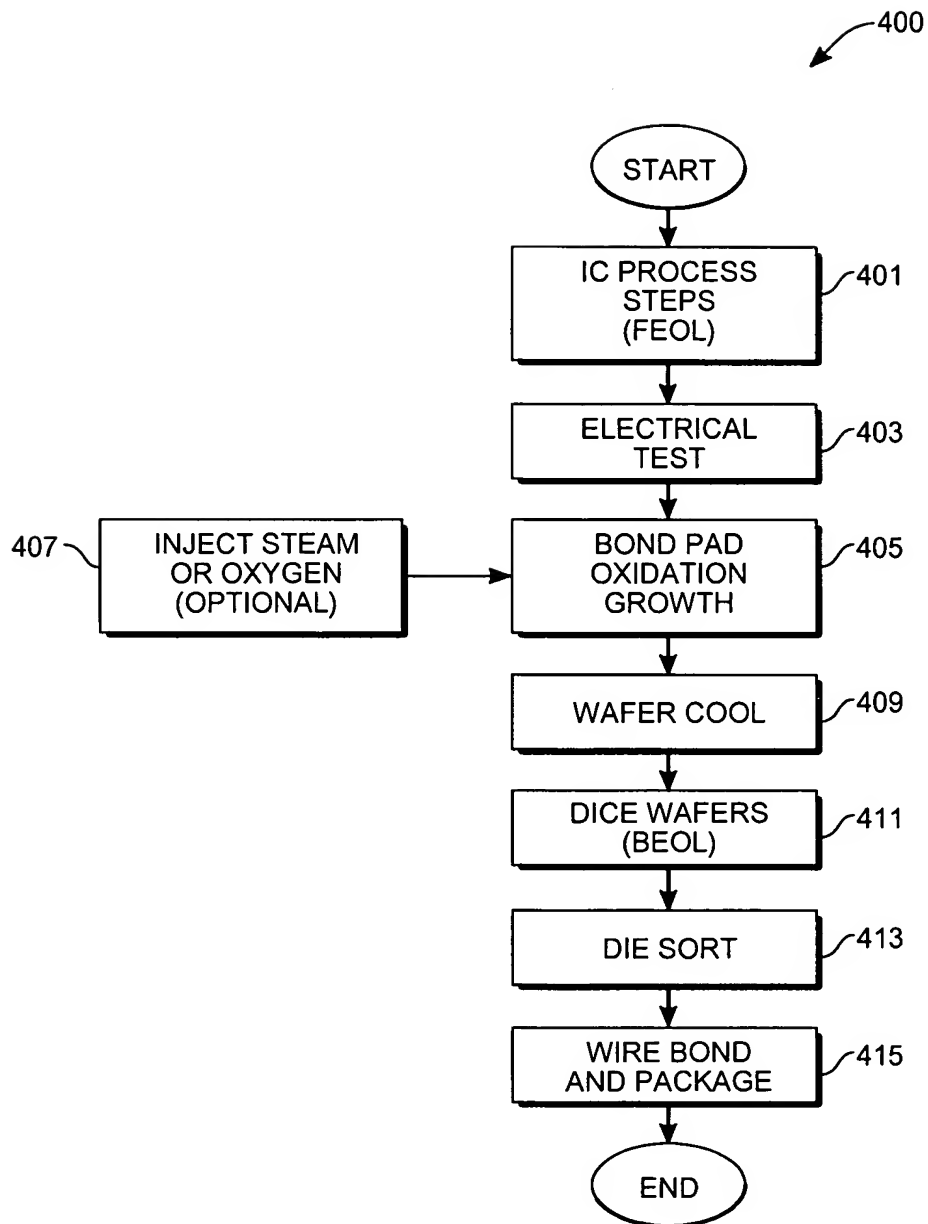 400
START
IC PROCESS
STEPS
(FEOL)
401
ELECTRICAL
TEST
403
407
INJECT STEAM
OR OXYGEN
(OPTIONAL)
BOND PAD
OXIDATION
GROWTH
405
WAFER COOL
409
DICE WAFERS
(BEOL)
411
DIE SORT
413
WIRE BOND
AND PACKAGE
415
END